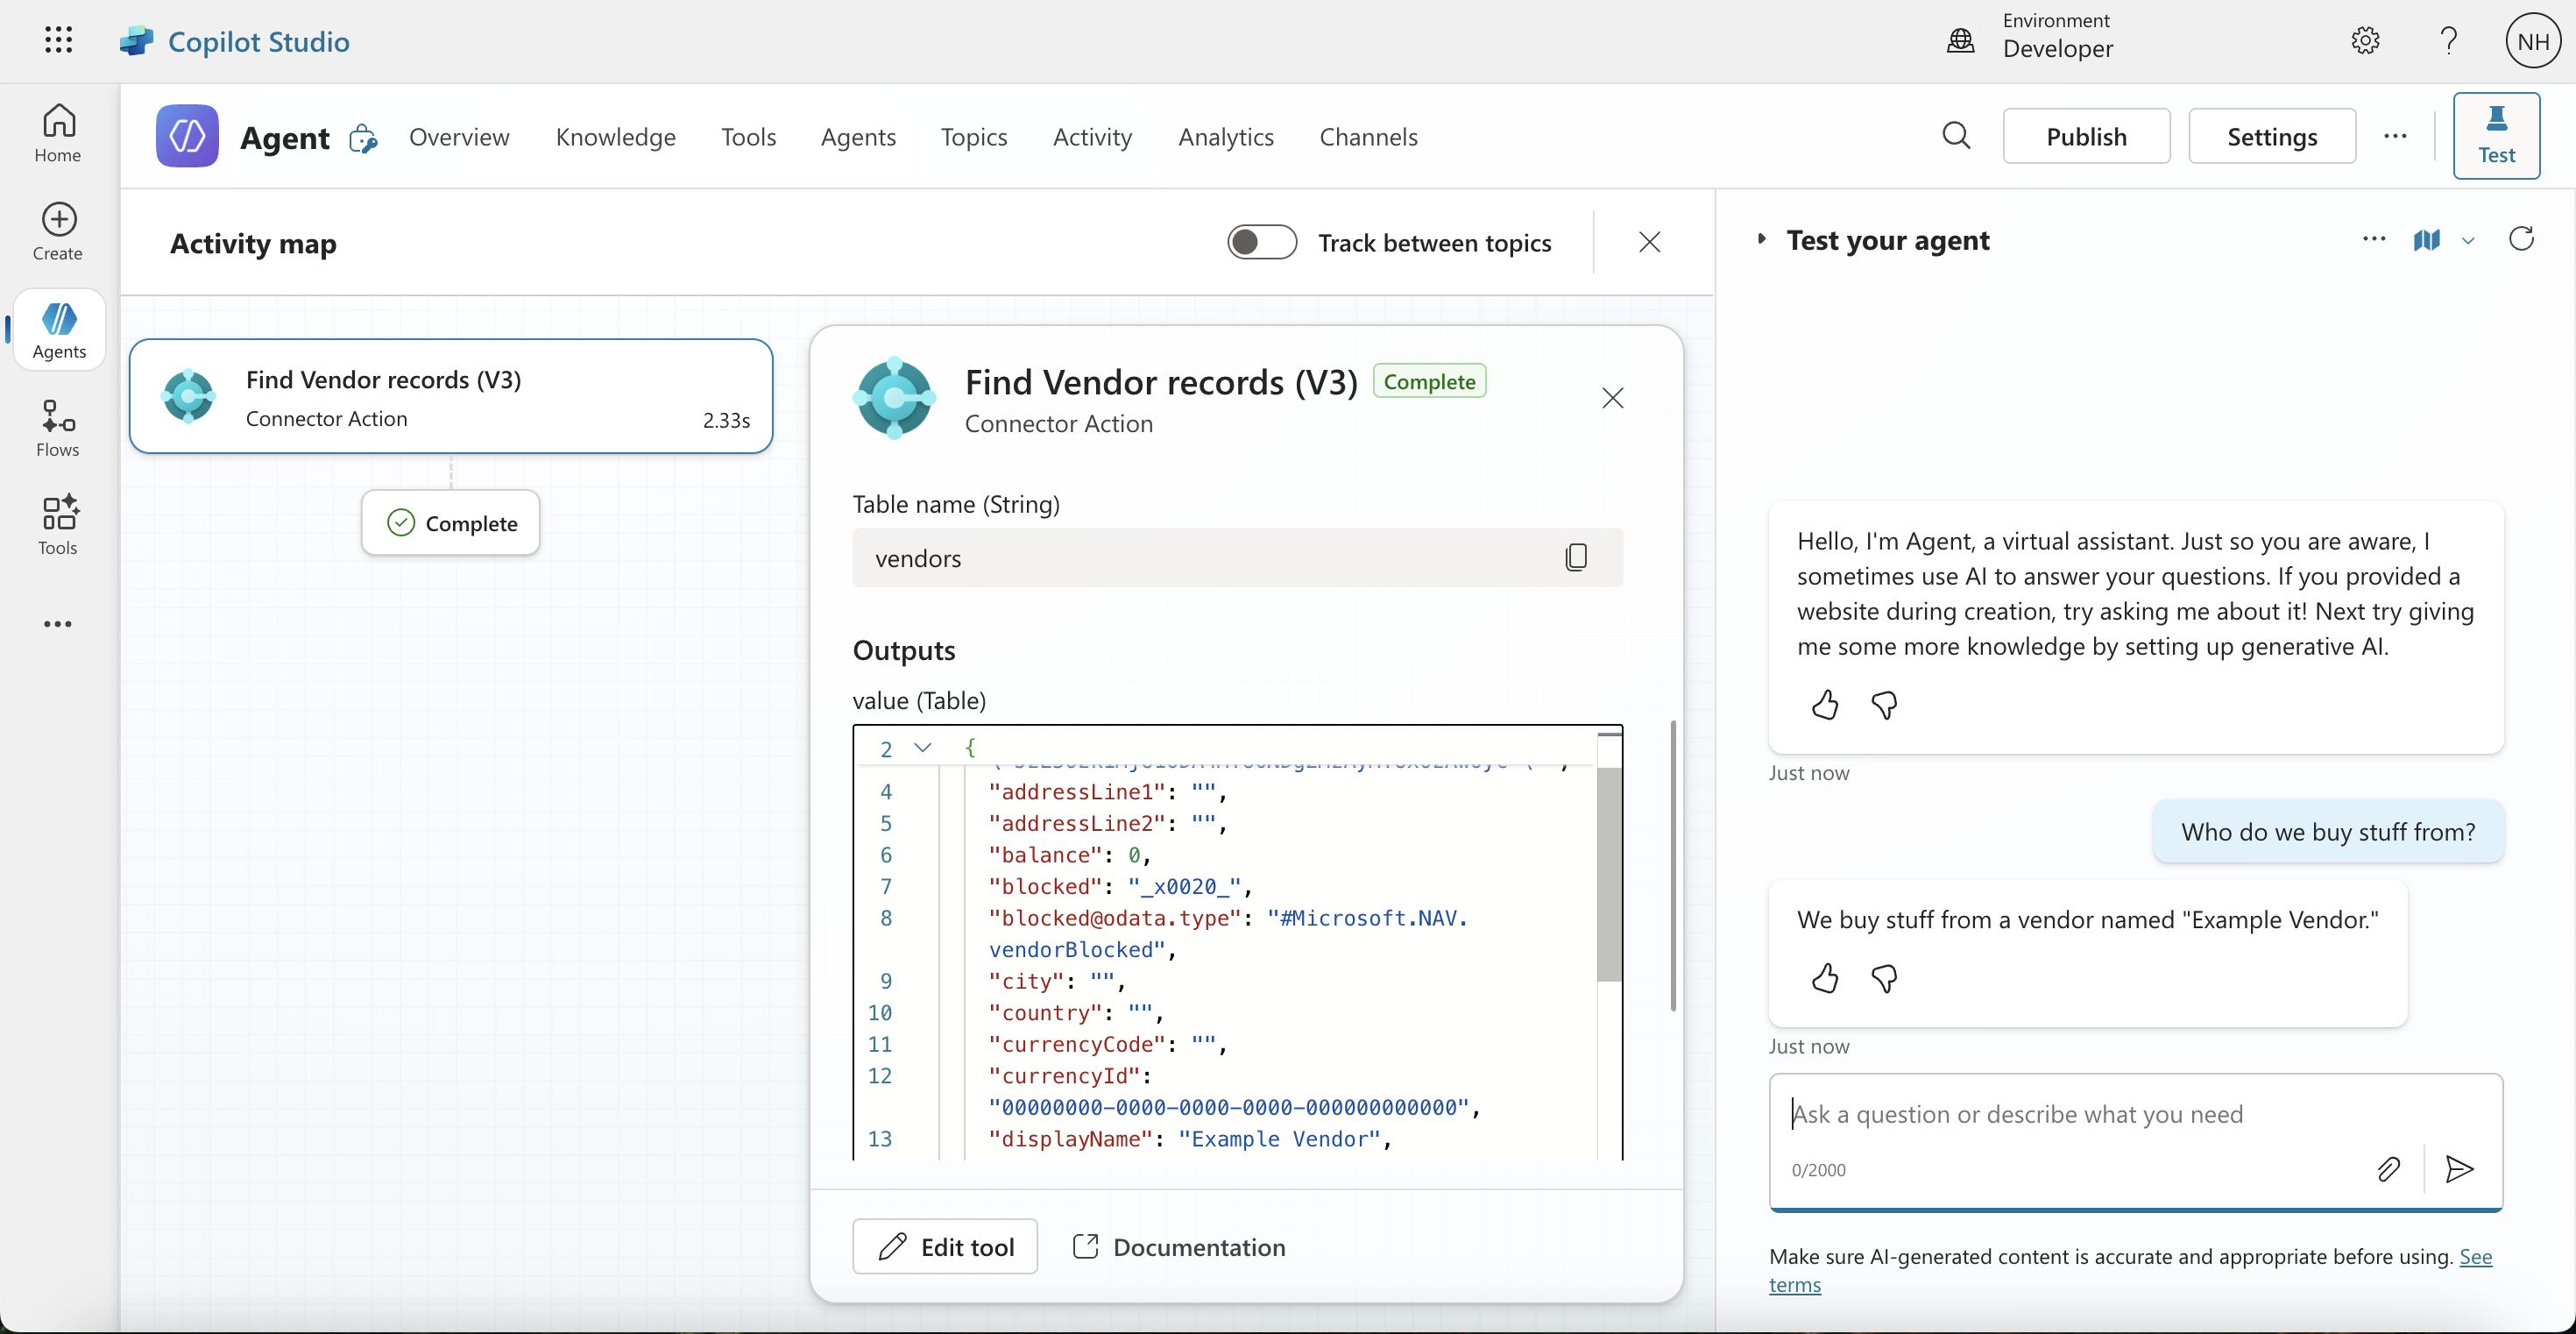 Copilot Studio
Environment
Developer
NH
Home
Create
Agents
Flows
Tools
Agent
Overview
Knowledge
Tools
Agents
Topics
Activity
Analytics
Channels
Publish
Settings
Test
Activity map
Track between topics
Find Vendor records (V3)
Connector Action
2.33s
Complete
Find Vendor records (V3)
Complete
Connector Action
Table name (String)
vendors
Outputs
value (Table)
2 {
4 "addressLine1": "",
5 "addressLine2": "",
6 "balance": 0,
7 "blocked": "_x0020_",
8 "blocked@odata.type": "#Microsoft.NAV.
vendorBlocked",
9 "city": "",
10 "country": "",
11 "currencyCode": "",
12 "currencyId":
"00000000-0000-0000-0000-000000000000",
13 "displayName": "Example Vendor",
Edit tool
Documentation
Test your agent
Hello, I'm Agent, a virtual assistant. Just so you are aware, I
sometimes use AI to answer your questions. If you provided a
website during creation, try asking me about it! Next try giving
me some more knowledge by setting up generative AI.
Just now
Who do we buy stuff from?
We buy stuff from a vendor named "Example Vendor."
Just now
Ask a question or describe what you need
0/2000
Make sure AI-generated content is accurate and appropriate before using. See
terms